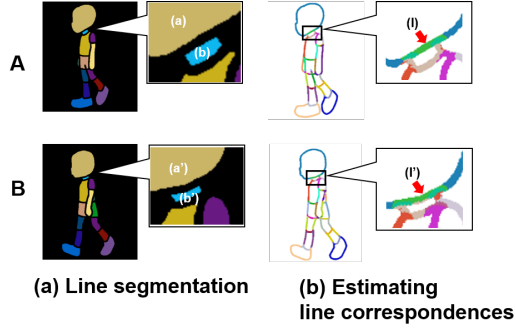 A
(a)
(b)
(l)
B
(a')
(b')
(l')
(a) Line segmentation
(b) Estimating
line correspondences